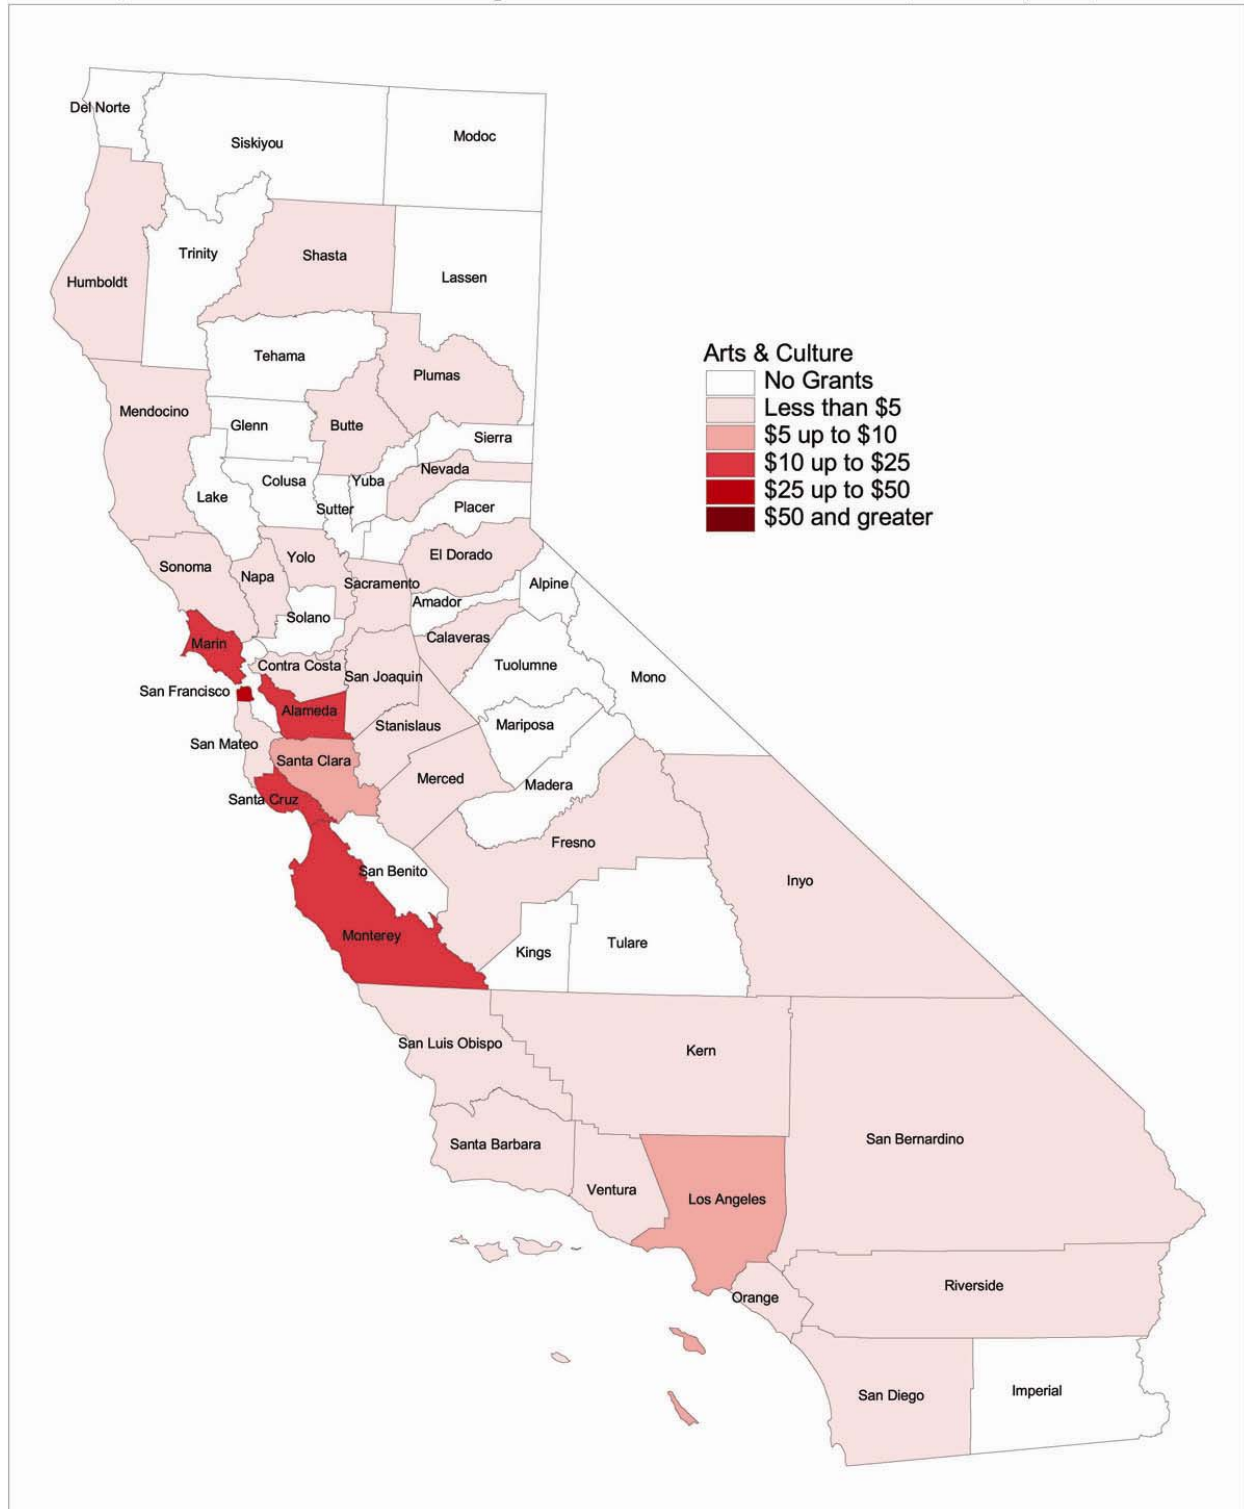 Del Norte
Siskiyou
Modoc
Trinity
Shasta
Humboldt
Lassen
Arts & Culture
No Grants
Less than $5
$5 up to $10
$10 up to $25
$25 up to $50
$50 and greater
Tehama
Plumas
Mendocino
Glenn
Butte
Sierra
Nevada
Colusa
Yuba
Lake
Sutter
Placer
Sonoma
Yolo
El Dorado
Napa
Sacramento
Alpine
Amador
Solano
Calaveras
Marin
Contra Costa
Tuolumne
San Joaquin
Mono
San Francisco
Alameda
Stanislaus
Mariposa
San Mateo
Santa Clara
Merced
Madera
Santa Cruz
Fresno
San Benito
Inyo
Monterey
Kings
Tulare
San Luis Obispo
Kern
Santa Barbara
San Bernardino
Ventura
Los Angeles
Riverside
Orange
San Diego
Imperial